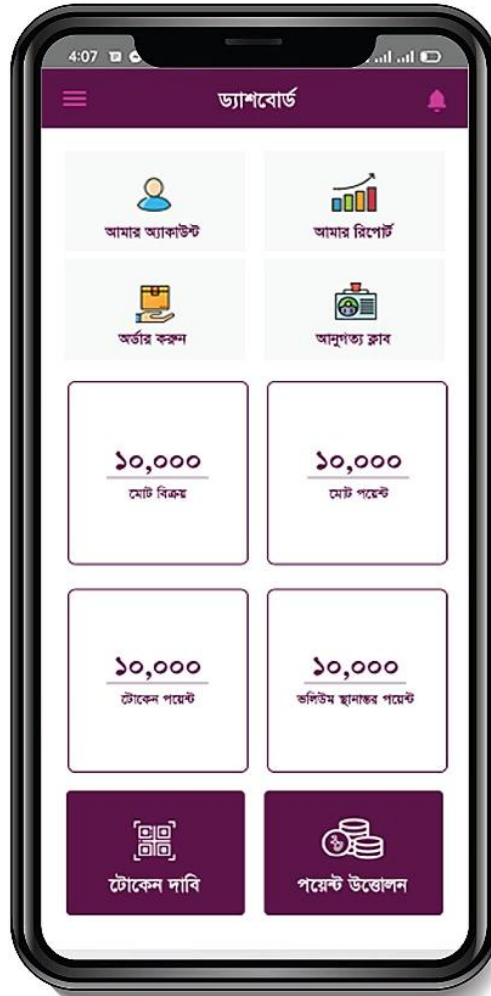 4:07
ড্যাশবোর্ড
আমার অ্যাকাউন্ট
আমার রিপোর্ট
অর্ডার করুন
আনুগত্য ক্লাব
১০,০০০
মোট বিক্রয়
১০,০০০
মোট পয়েন্ট
১০,০০০
টোকেন পয়েন্ট
১০,০০০
ভলিউম স্থানান্তর পয়েন্ট
টোকেন দাবি
পয়েন্ট উত্তোলন